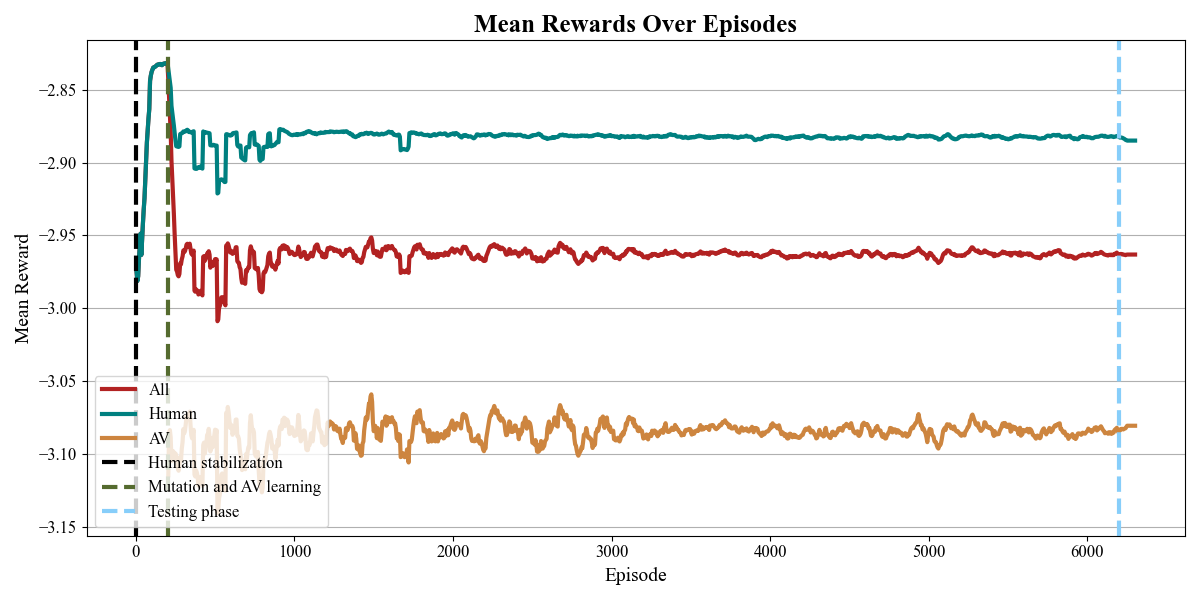 Mean Rewards Over Episodes
Mean Reward
−2.85
−2.90
−2.95
−3.00
−3.05
−3.10
−3.15
All
Human
AV
Human stabilization
Mutation and AV learning
Testing phase
0 1000 2000 3000 4000 5000 6000
Episode